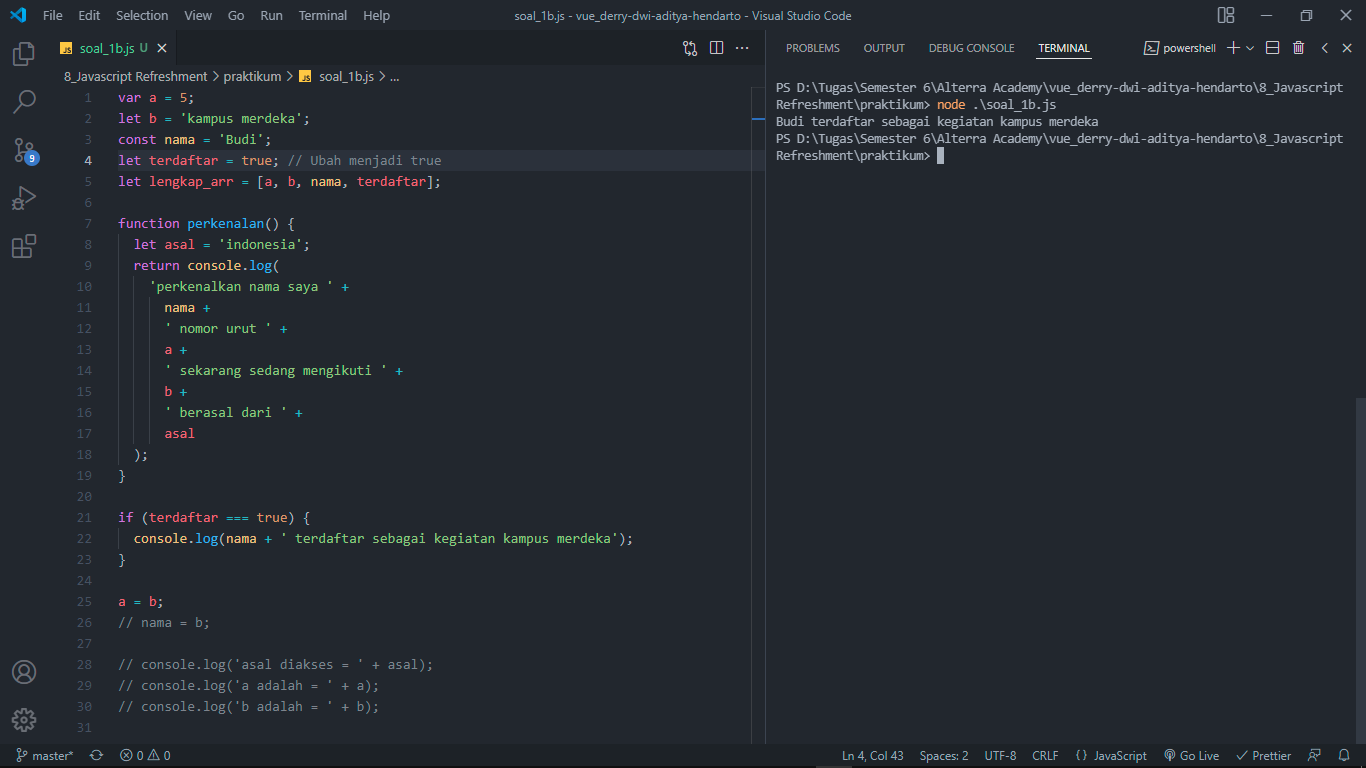 File Edit Selection View Go Run Terminal Help
soal_1b.js - vue_derry-dwi-aditya-hendarto - Visual Studio Code
JS soal_1b.js U
8_Javascript Refreshment > praktikum > JS soal_1b.js > ...
1 var a = 5;
2 let b = 'kampus merdeka';
3 const nama = 'Budi';
4 let terdaftar = true; // Ubah menjadi true
5 let lengkap_arr = [a, b, nama, terdaftar];
6
7 function perkenalan() {
8 let asal = 'indonesia';
9 return console.log(
10 'perkenalkan nama saya ' +
11 nama +
12 ' nomor urut ' +
13 a +
14 ' sekarang sedang mengikuti ' +
15 b +
16 ' berasal dari ' +
17 asal
18 );
19 }
20
21 if (terdaftar === true) {
22 console.log(nama + ' terdaftar sebagai kegiatan kampus merdeka');
23 }
24
25 a = b;
26 // nama = b;
27
28 // console.log('asal diakses = ' + asal);
29 // console.log('a adalah = ' + a);
30 // console.log('b adalah = ' + b);
31
PROBLEMS OUTPUT DEBUG CONSOLE TERMINAL powershell
PS D:\Tugas\Semester 6\Alterra Academy\vue_derry-dwi-aditya-hendarto\8_Javascript
Refreshment\praktikum> node .\soal_1b.js
Budi terdaftar sebagai kegiatan kampus merdeka
PS D:\Tugas\Semester 6\Alterra Academy\vue_derry-dwi-aditya-hendarto\8_Javascript
Refreshment\praktikum>
9
master* 0 0 Ln 4, Col 43 Spaces: 2 UTF-8 CRLF {} JavaScript Go Live Prettier